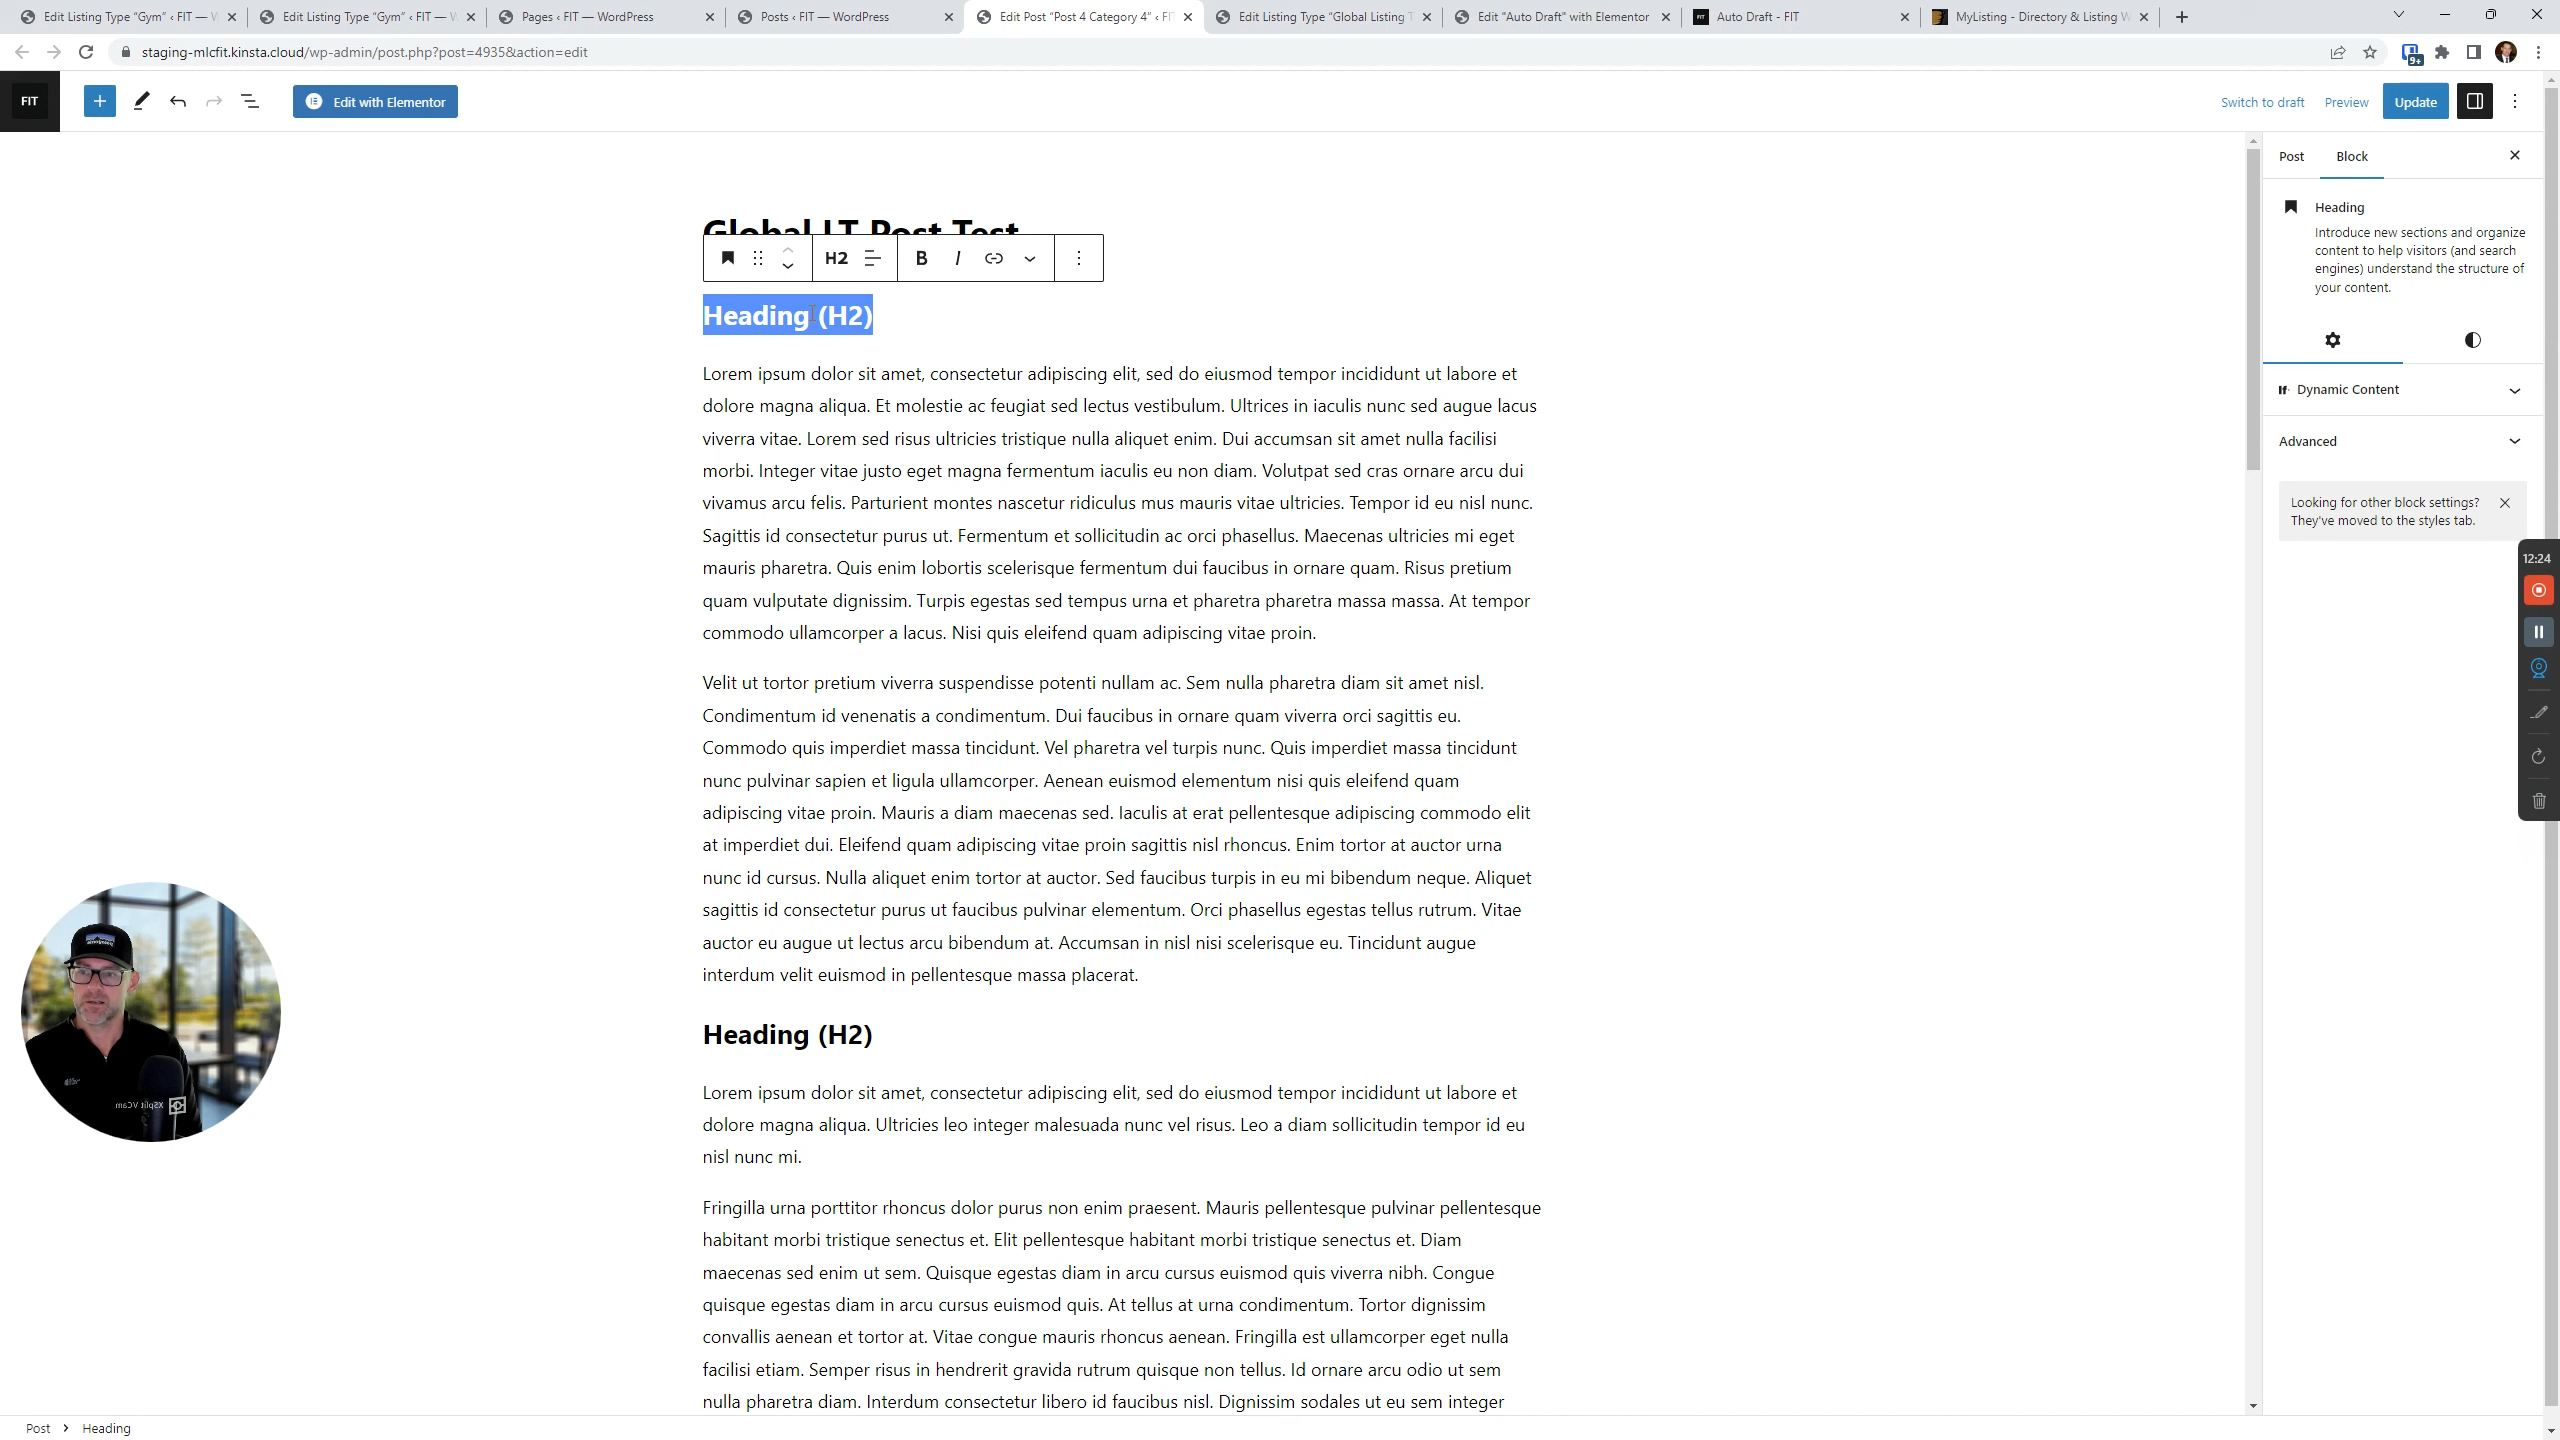 Edit Listing Type "Gym" ‹ FIT — W
Edit Listing Type "Gym" ‹ FIT — W
Pages ‹ FIT — WordPress
Posts ‹ FIT — WordPress
Edit Post "Post 4 Category 4" ‹ FI
Edit Listing Type "Global Listing T
Edit "Auto Draft" with Elementor
Auto Draft - FIT
MyListing - Directory & Listing W
staging-mlcfit.kinsta.cloud/wp-admin/post.php?post=4935&action=edit
9+
FIT
Edit with Elementor
Switch to draft
Preview
Update
Post
Block
Global LT Post Test
H2
B
I
Heading (H2)
Lorem ipsum dolor sit amet, consectetur adipiscing elit, sed do eiusmod tempor incididunt ut labore et
dolore magna aliqua. Et molestie ac feugiat sed lectus vestibulum. Ultrices in iaculis nunc sed augue lacus
viverra vitae. Lorem sed risus ultricies tristique nulla aliquet enim. Dui accumsan sit amet nulla facilisi
morbi. Integer vitae justo eget magna fermentum iaculis eu non diam. Volutpat sed cras ornare arcu dui
vivamus arcu felis. Parturient montes nascetur ridiculus mus mauris vitae ultricies. Tempor id eu nisl nunc.
Sagittis id consectetur purus ut. Fermentum et sollicitudin ac orci phasellus. Maecenas ultricies mi eget
mauris pharetra. Quis enim lobortis scelerisque fermentum dui faucibus in ornare quam. Risus pretium
quam vulputate dignissim. Turpis egestas sed tempus urna et pharetra pharetra massa massa. At tempor
commodo ullamcorper a lacus. Nisi quis eleifend quam adipiscing vitae proin.
Velit ut tortor pretium viverra suspendisse potenti nullam ac. Sem nulla pharetra diam sit amet nisl.
Condimentum id venenatis a condimentum. Dui faucibus in ornare quam viverra orci sagittis eu.
Commodo quis imperdiet massa tincidunt. Vel pharetra vel turpis nunc. Quis imperdiet massa tincidunt
nunc pulvinar sapien et ligula ullamcorper. Aenean euismod elementum nisi quis eleifend quam
adipiscing vitae proin. Mauris a diam maecenas sed. Iaculis at erat pellentesque adipiscing commodo elit
at imperdiet dui. Eleifend quam adipiscing vitae proin sagittis nisl rhoncus. Enim tortor at auctor urna
nunc id cursus. Nulla aliquet enim tortor at auctor. Sed faucibus turpis in eu mi bibendum neque. Aliquet
sagittis id consectetur purus ut faucibus pulvinar elementum. Orci phasellus egestas tellus rutrum. Vitae
auctor eu augue ut lectus arcu bibendum at. Accumsan in nisl nisi scelerisque eu. Tincidunt augue
interdum velit euismod in pellentesque massa placerat.
Heading (H2)
Lorem ipsum dolor sit amet, consectetur adipiscing elit, sed do eiusmod tempor incididunt ut labore et
dolore magna aliqua. Ultricies leo integer malesuada nunc vel risus. Leo a diam sollicitudin tempor id eu
nisl nunc mi.
Fringilla urna porttitor rhoncus dolor purus non enim praesent. Mauris pellentesque pulvinar pellentesque
habitant morbi tristique senectus et. Elit pellentesque habitant morbi tristique senectus et. Diam
maecenas sed enim ut sem. Quisque egestas diam in arcu cursus euismod quis viverra nibh. Congue
quisque egestas diam in arcu cursus euismod quis. At tellus at urna condimentum. Tortor dignissim
convallis aenean et tortor at. Vitae congue mauris rhoncus aenean. Fringilla est ullamcorper eget nulla
facilisi etiam. Semper risus in hendrerit gravida rutrum quisque non tellus. Id ornare arcu odio ut sem
nulla pharetra diam. Interdum consectetur libero id faucibus nisl. Dignissim sodales ut eu sem integer
Heading
Introduce new sections and organize
content to help visitors (and search
engines) understand the structure of
your content.
If· Dynamic Content
Advanced
Looking for other block settings?
They've moved to the styles tab.
12:24
XSplit VCam
Post › Heading